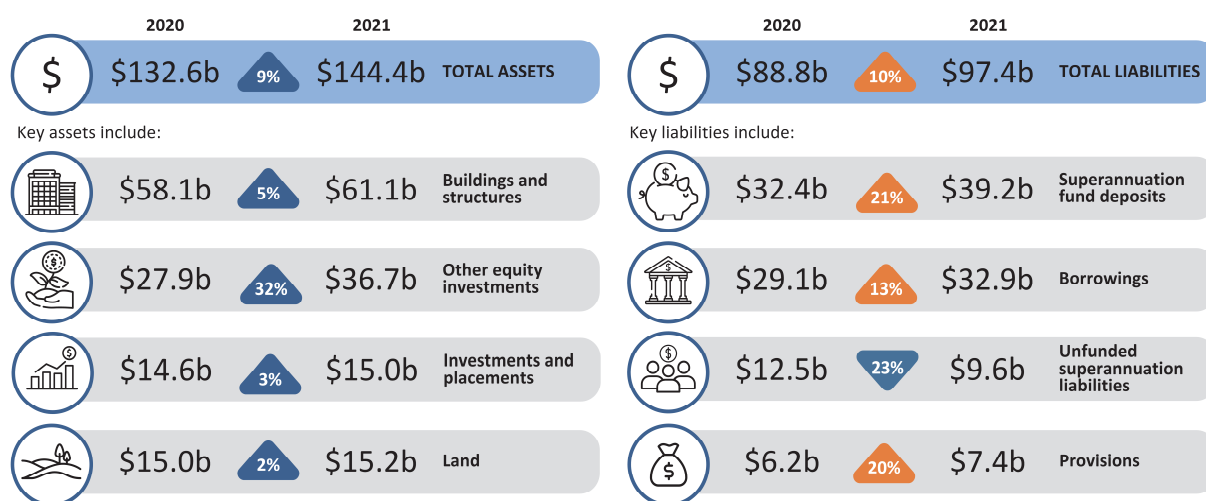 2020 2021
$ $132.6b 9% $144.4b TOTAL ASSETS
Key assets include:
$58.1b 5% $61.1b Buildings and
structures
$ $27.9b 32% $36.7b Other equity
investments
$ $14.6b 3% $15.0b Investments and
placements
$15.0b 2% $15.2b Land
2020 2021
$ $88.8b 10% $97.4b TOTAL LIABILITIES
Key liabilities include:
$ $32.4b 21% $39.2b Superannuation
fund deposits
$ $29.1b 13% $32.9b Borrowings
$ $12.5b 23% $9.6b Unfunded
superannuation
liabilities
$ $6.2b 20% $7.4b Provisions